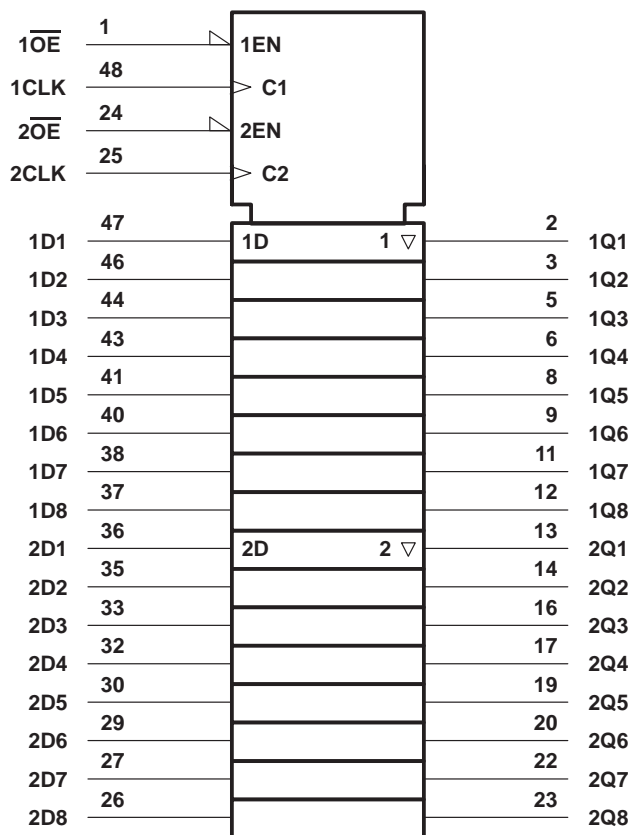 1O̅E̅ 1 1EN
1CLK 48 C1
2O̅E̅ 24 2EN
2CLK 25 C2
1D1 47 1D 1 ▽ 2 1Q1
1D2 46 3 1Q2
1D3 44 5 1Q3
1D4 43 6 1Q4
1D5 41 8 1Q5
1D6 40 9 1Q6
1D7 38 11 1Q7
1D8 37 12 1Q8
2D1 36 2D 2 ▽ 13 2Q1
2D2 35 14 2Q2
2D3 33 16 2Q3
2D4 32 17 2Q4
2D5 30 19 2Q5
2D6 29 20 2Q6
2D7 27 22 2Q7
2D8 26 23 2Q8